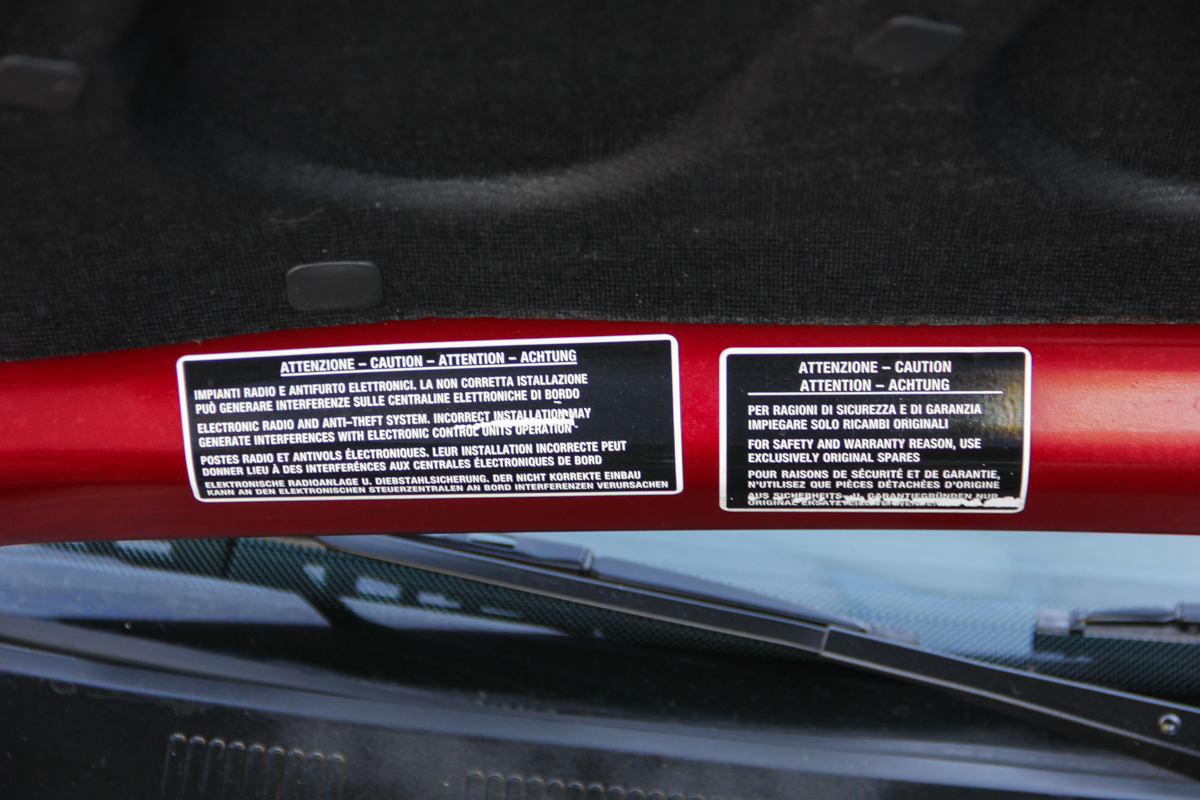 ATTENZIONE – CAUTION – ATTENTION – ACHTUNG
IMPIANTI RADIO E ANTIFURTO ELETTRONICI. LA NON CORRETTA ISTALLAZIONE
PUÒ GENERARE INTERFERENZE SULLE CENTRALINE ELETTRONICHE DI BORDO
ELECTRONIC RADIO AND ANTI–THEFT SYSTEM. INCORRECT INSTALLATION MAY
GENERATE INTERFERENCES WITH ELECTRONIC CONTROL UNITS OPERATION
POSTES RADIO ET ANTIVOLS ÉLECTRONIQUES. LEUR INSTALLATION INCORRECTE PEUT
DONNER LIEU À DES INTERFÉRÉNCES AUX CENTRALES ÉLECTRONIQUES DE BORD
ELEKTRONISCHE RADIOANLAGE U. DIEBSTAHLSICHERUNG. DER NICHT KORREKTE EINBAU
KANN AN DEN ELEKTRONISCHEN STEUERZENTRALEN AN BORD INTERFERENZEN VERURSACHEN
ATTENZIONE – CAUTION
ATTENTION – ACHTUNG
PER RAGIONI DI SICUREZZA E DI GARANZIA
IMPIEGARE SOLO RICAMBI ORIGINALI
FOR SAFETY AND WARRANTY REASON, USE
EXCLUSIVELY ORIGINAL SPARES
POUR RAISONS DE SÉCURITÉ ET DE GARANTIE,
N'UTILISEZ QUE PIÈCES DÉTACHÉES D'ORIGINE
AUS SICHERHEITS– U. GARANTIEGRÜNDEN NUR
ORIGINAL